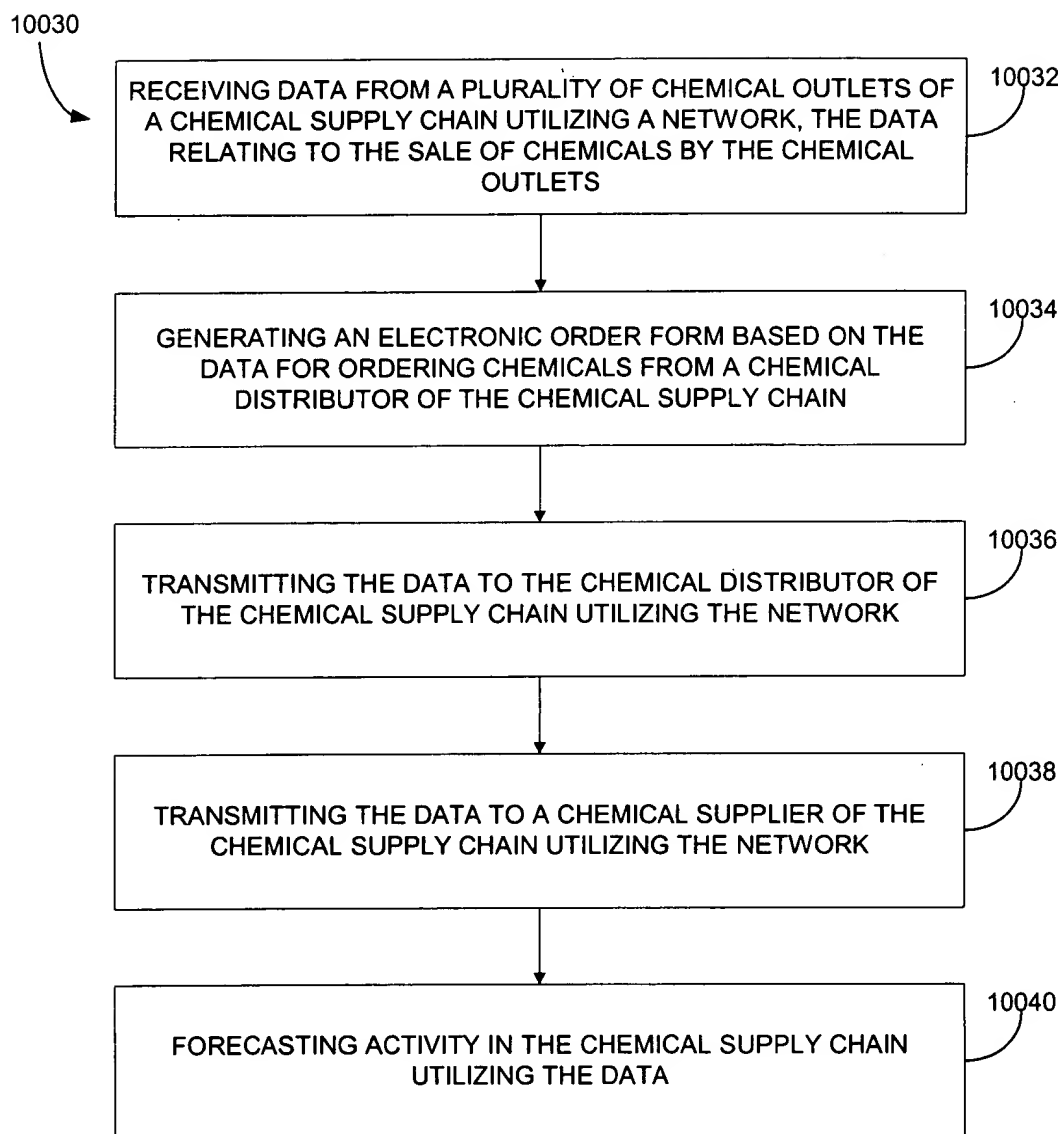 10030
10032
RECEIVING DATA FROM A PLURALITY OF CHEMICAL OUTLETS OF
A CHEMICAL SUPPLY CHAIN UTILIZING A NETWORK, THE DATA
RELATING TO THE SALE OF CHEMICALS BY THE CHEMICAL
OUTLETS
10034
GENERATING AN ELECTRONIC ORDER FORM BASED ON THE
DATA FOR ORDERING CHEMICALS FROM A CHEMICAL
DISTRIBUTOR OF THE CHEMICAL SUPPLY CHAIN
10036
TRANSMITTING THE DATA TO THE CHEMICAL DISTRIBUTOR OF
THE CHEMICAL SUPPLY CHAIN UTILIZING THE NETWORK
10038
TRANSMITTING THE DATA TO A CHEMICAL SUPPLIER OF THE
CHEMICAL SUPPLY CHAIN UTILIZING THE NETWORK
10040
FORECASTING ACTIVITY IN THE CHEMICAL SUPPLY CHAIN
UTILIZING THE DATA